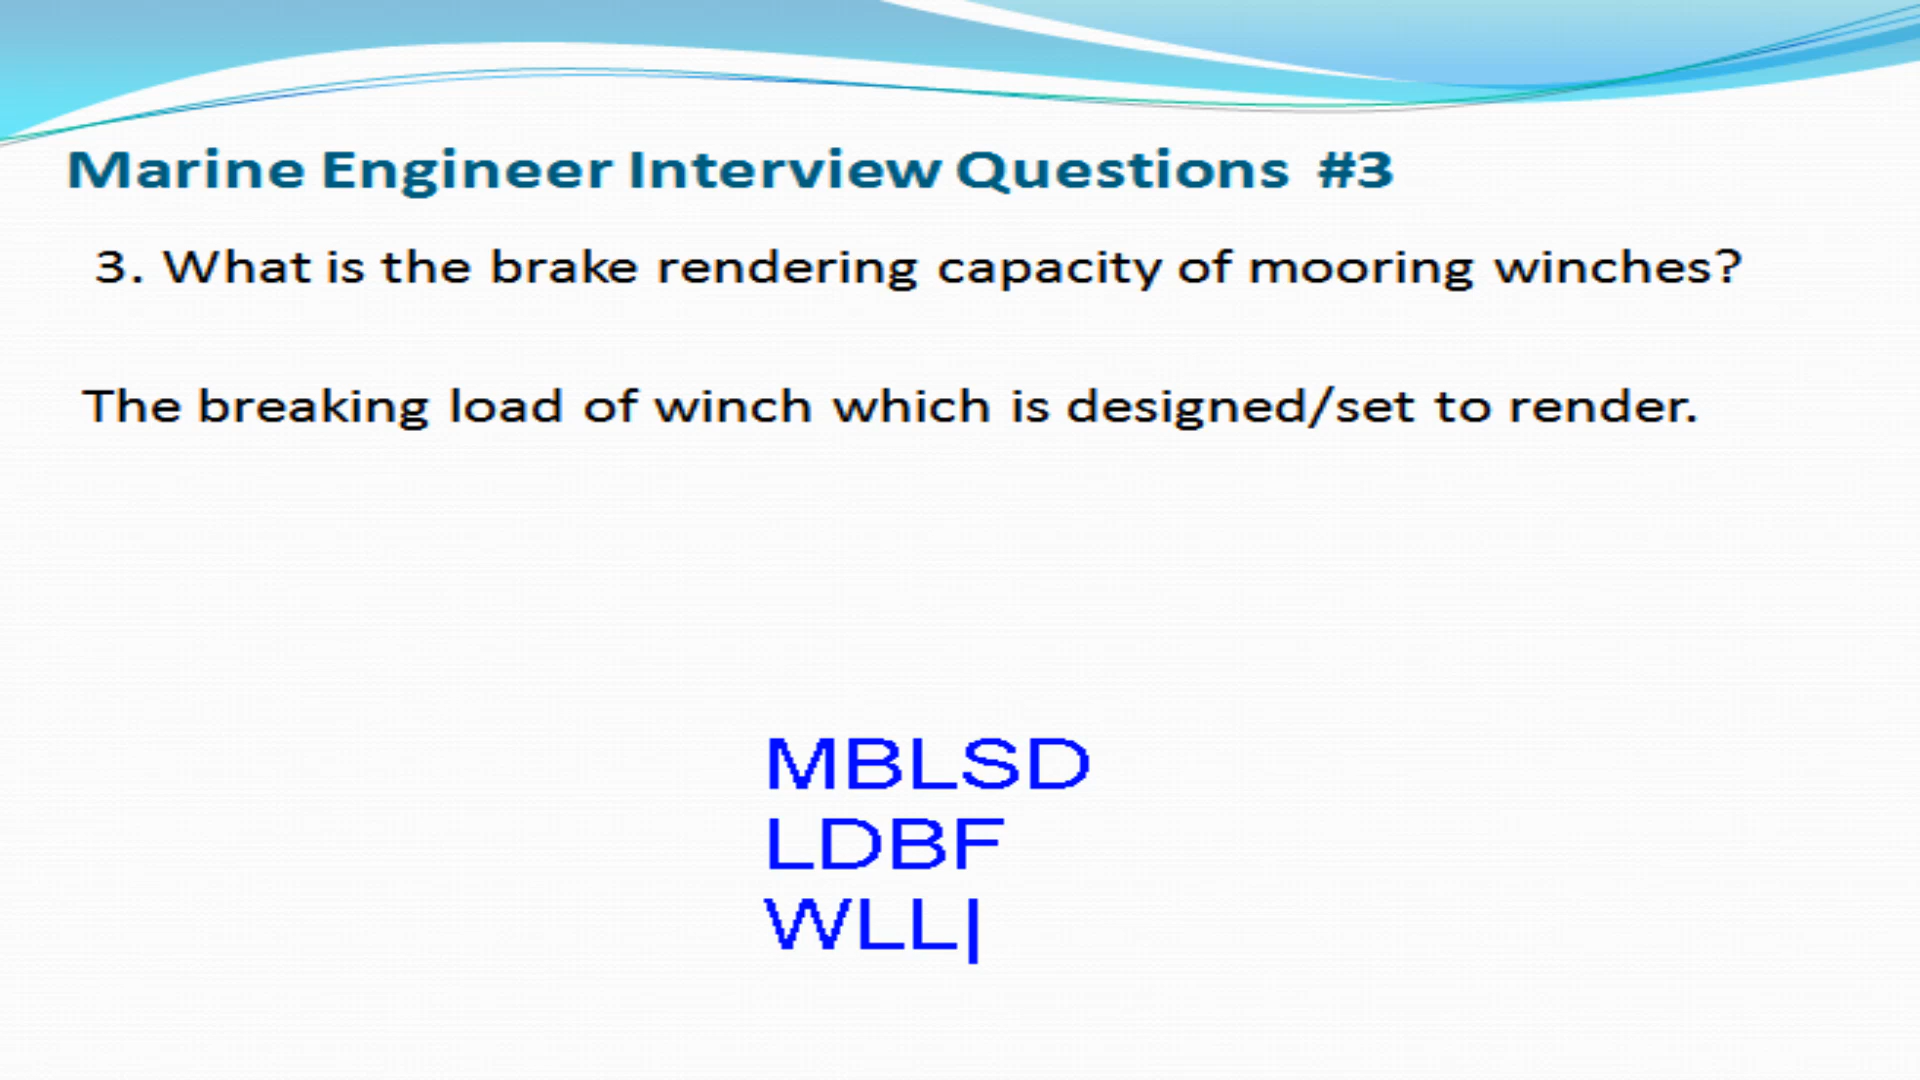 Marine Engineer Interview Questions #3
3. What is the brake rendering capacity of mooring winches?
The breaking load of winch which is designed/set to render.
MBLSD
LDBF
WLL|